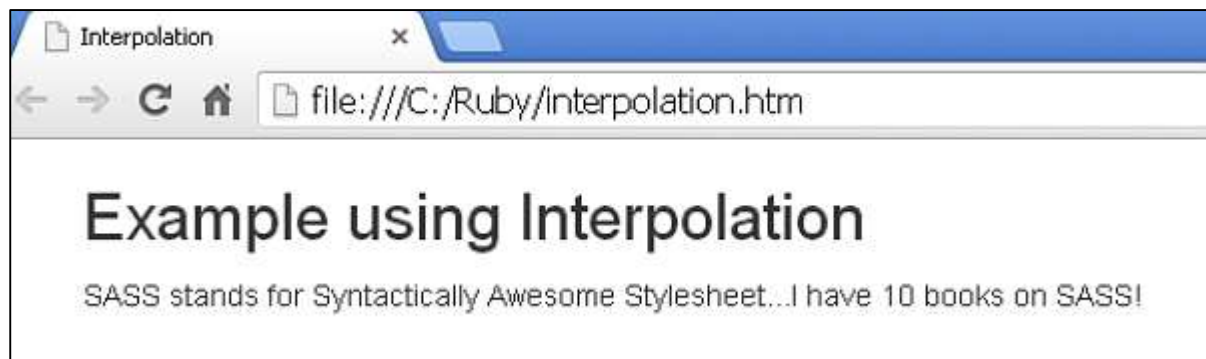 Interpolation
file:///C:/Ruby/interpolation.htm
Example using Interpolation
SASS stands for Syntactically Awesome Stylesheet...I have 10 books on SASS!